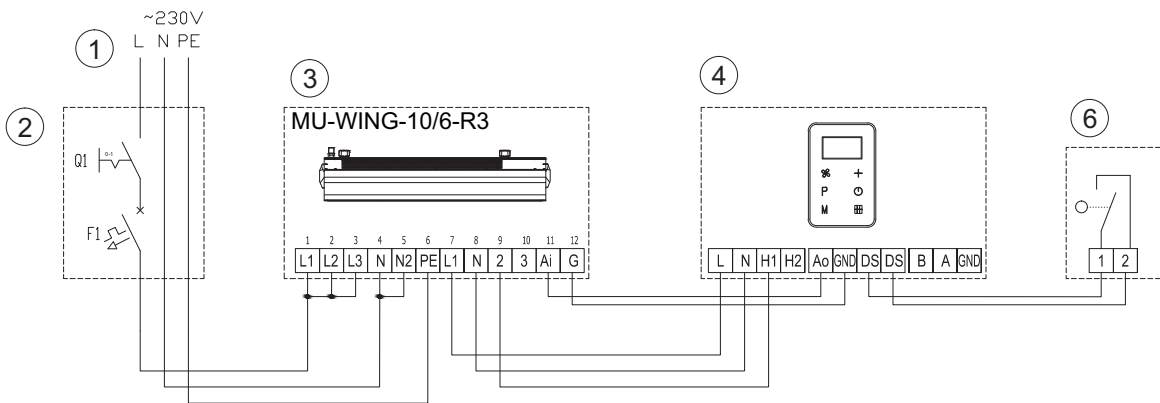 ~230V
L N PE
1
2
3
4
6
MU-WING-10/6-R3
Q1
0-1
F1
P
M
1 2 3 4 5 6 7 8 9 10 11 12
L1 L2 L3 N N2 PE L1 N 2 3 Ai G
L N H1 H2 Ao GND DS DS B A GND
1 2